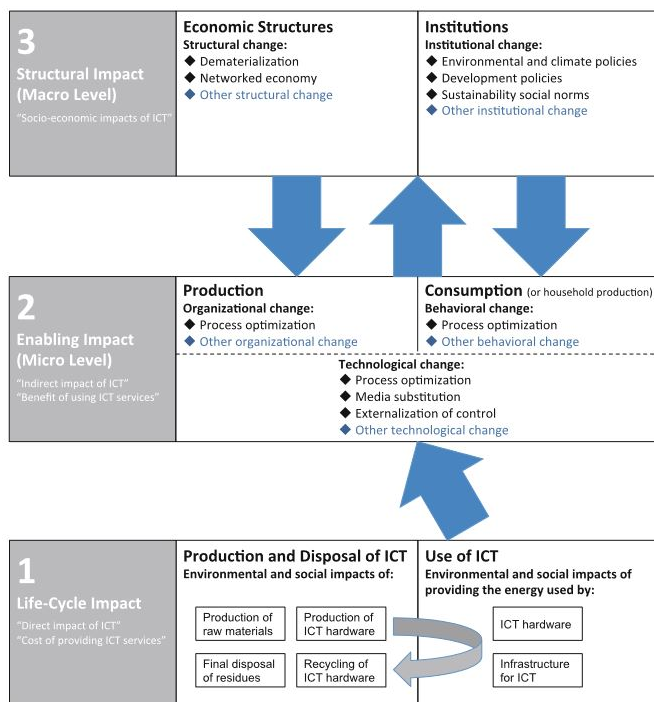 3
Structural Impact
(Macro Level)
"Socio-economic impacts of ICT"
Economic Structures
Structural change:
◆ Dematerialization
◆ Networked economy
◆ Other structural change
Institutions
Institutional change:
◆ Environmental and climate policies
◆ Development policies
◆ Sustainability social norms
◆ Other institutional change
2
Enabling Impact
(Micro Level)
"Indirect impact of ICT"
"Benefit of using ICT services"
Production
Organizational change:
◆ Process optimization
◆ Other organizational change
Consumption (or household production)
Behavioral change:
◆ Process optimization
◆ Other behavioral change
Technological change:
◆ Process optimization
◆ Media substitution
◆ Externalization of control
◆ Other technological change
1
Life-Cycle Impact
"Direct impact of ICT"
"Cost of providing ICT services"
Production and Disposal of ICT
Environmental and social impacts of:
Production of
raw materials
Production of
ICT hardware
Final disposal
of residues
Recycling of
ICT hardware
Use of ICT
Environmental and social impacts of
providing the energy used by:
ICT hardware
Infrastructure
for ICT